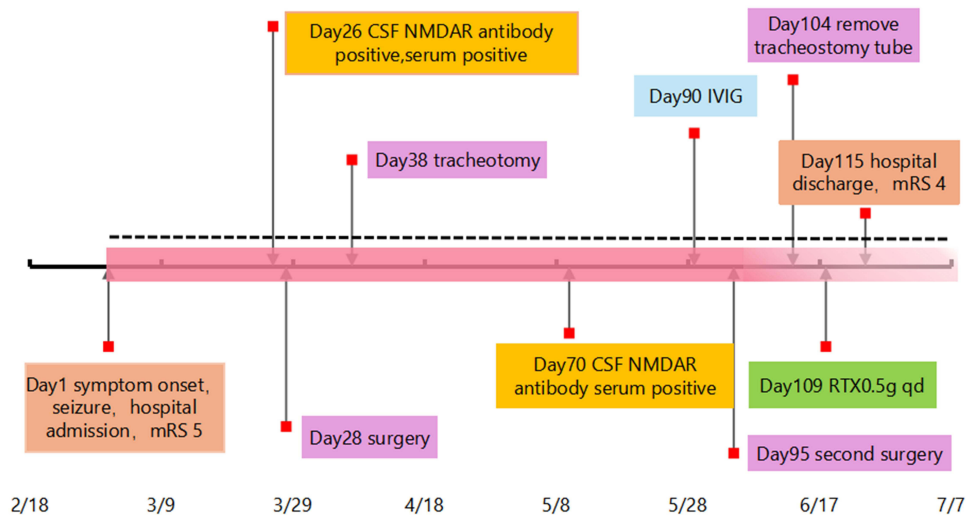 Day26 CSF NMDAR antibody
positive,serum positive
Day104 remove
tracheostomy tube
Day90 IVIG
Day38 tracheotomy
Day115 hospital
discharge, mRS 4
Day1 symptom onset,
seizure, hospital
admission, mRS 5
Day28 surgery
Day70 CSF NMDAR
antibody serum positive
Day109 RTX0.5g qd
Day95 second surgery
2/18 3/9 3/29 4/18 5/8 5/28 6/17 7/7